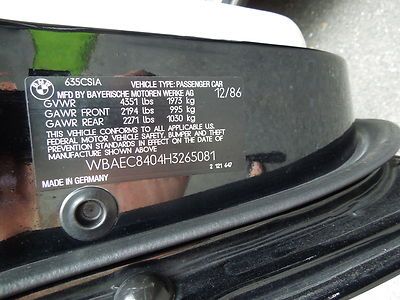 635CSIA
VEHICLE TYPE: PASSENGER CAR
MFD BY BAYERISCHE MOTOREN WERKE AG 12/86
GVWR 4351 lbs 1973 kg
GAWR FRONT 2194 lbs 995 kg
GAWR REAR 2271 lbs 1030 kg
THIS VEHICLE CONFORMS TO ALL APPLICABLE
FEDERAL MOTOR VEHICLE SAFETY, BUMPER AND THEFT
PREVENTION STANDARDS IN EFFECT ON THE DATE OF
MANUFACTURE SHOWN ABOVE
WBAEC8404H3265081
MADE IN GERMANY
2 121 647